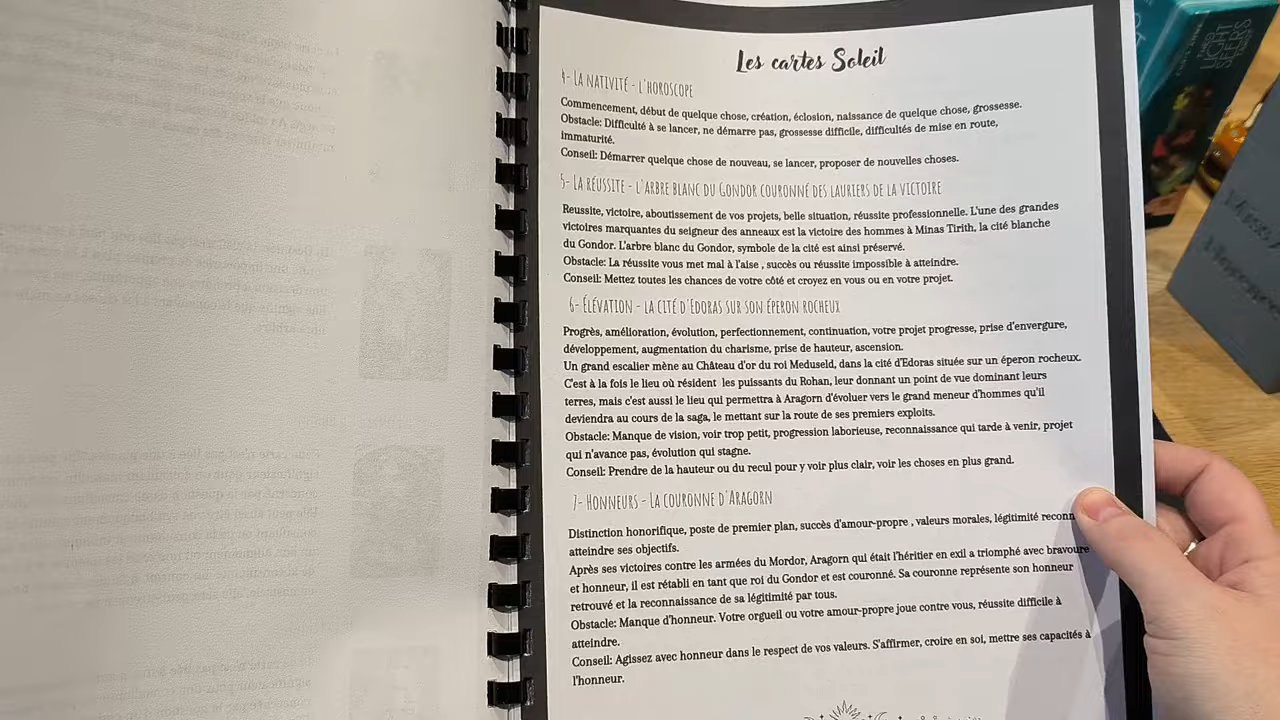 Les cartes Soleil
4- La nativité - l'horoscope
Commencement, début de quelque chose, création, éclosion, naissance de quelque chose, grossesse.
Obstacle: Difficulté à se lancer, ne démarre pas, grossesse difficile, difficultés de mise en route,
immaturité.
Conseil: Démarrer quelque chose de nouveau, se lancer, proposer de nouvelles choses.
5- La réussite - l'arbre blanc du Gondor couronné des lauriers de la victoire
Reussite, victoire, aboutissement de vos projets, belle situation, réussite professionnelle. L'une des grandes
victoires marquantes du seigneur des anneaux est la victoire des hommes à Minas Tirith, la cité blanche
du Gondor. L'arbre blanc du Gondor, symbole de la cité est ainsi préservé.
Obstacle: La réussite vous met mal à l'aise , succès ou réussite impossible à atteindre.
Conseil: Mettez toutes les chances de votre côté et croyez en vous ou en votre projet.
6- Élévation - la cité d'Edoras sur son éperon rocheux
Progrès, amélioration, évolution, perfectionnement, continuation, votre projet progresse, prise d'envergure,
développement, augmentation du charisme, prise de hauteur, ascension.
Un grand escalier mène au Château d'or du roi Meduseld, dans la cité d'Edoras située sur un éperon rocheux.
C'est à la fois le lieu où résident les puissants du Rohan, leur donnant un point de vue dominant leurs
terres, mais c'est aussi le lieu qui permettra à Aragorn d'évoluer vers le grand meneur d'hommes qu'il
deviendra au cours de la saga, le mettant sur la route de ses premiers exploits.
Obstacle: Manque de vision, voir trop petit, progression laborieuse, reconnaissance qui tarde à venir, projet
qui n'avance pas, évolution qui stagne.
Conseil: Prendre de la hauteur ou du recul pour y voir plus clair, voir les choses en plus grand.
7- Honneurs - La couronne d'Aragorn
Distinction honorifique, poste de premier plan, succès d'amour-propre , valeurs morales, légitimité reconn
atteindre ses objectifs.
Après ses victoires contre les armées du Mordor, Aragorn qui était l'héritier en exil a triomphé avec bravoure
et honneur, il est rétabli en tant que roi du Gondor et est couronné. Sa couronne représente son honneur
retrouvé et la reconnaissance de sa légitimité par tous.
Obstacle: Manque d'honneur. Votre orgueil ou votre amour-propre joue contre vous, réussite difficile à
atteindre.
Conseil: Agissez avec honneur dans le respect de vos valeurs. S'affirmer, croire en soi, mettre ses capacités à
l'honneur.
LIGHT
SEER'S